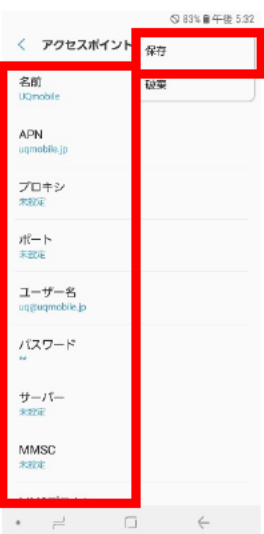 83% 午後 5:32
アクセスポイント
保存
破棄
名前
UQmobile
APN
uqmobile.jp
プロキシ
未設定
ポート
未設定
ユーザー名
uq@uqmobile.jp
パスワード
サーバー
未設定
MMSC
未設定